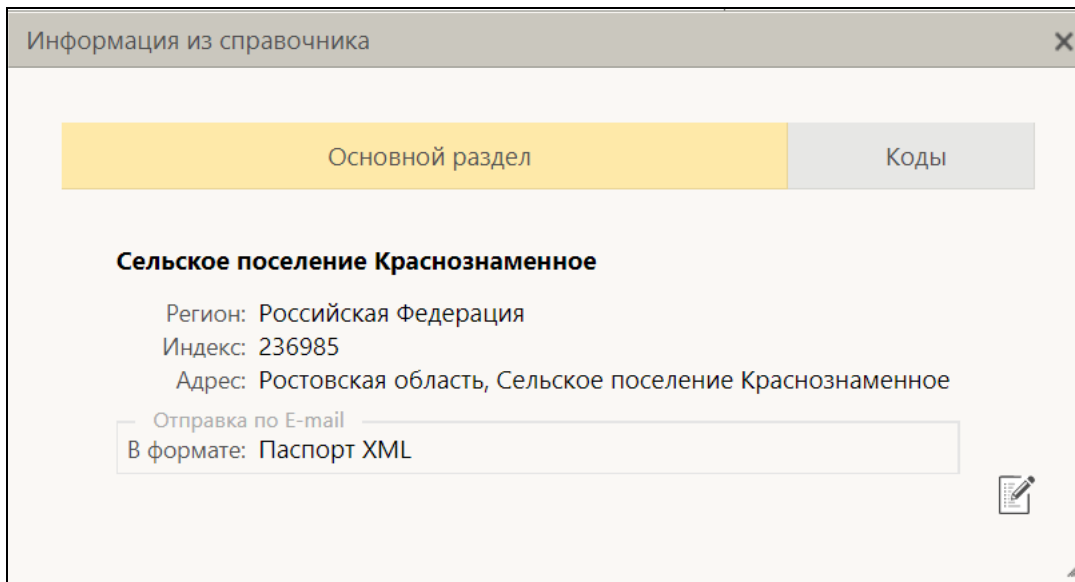 Информация из справочника
Основной раздел
Коды
Сельское поселение Краснознаменное
Регион: Российская Федерация
Индекс: 236985
Адрес: Ростовская область, Сельское поселение Краснознаменное
Отправка по E-mail
В формате: Паспорт XML